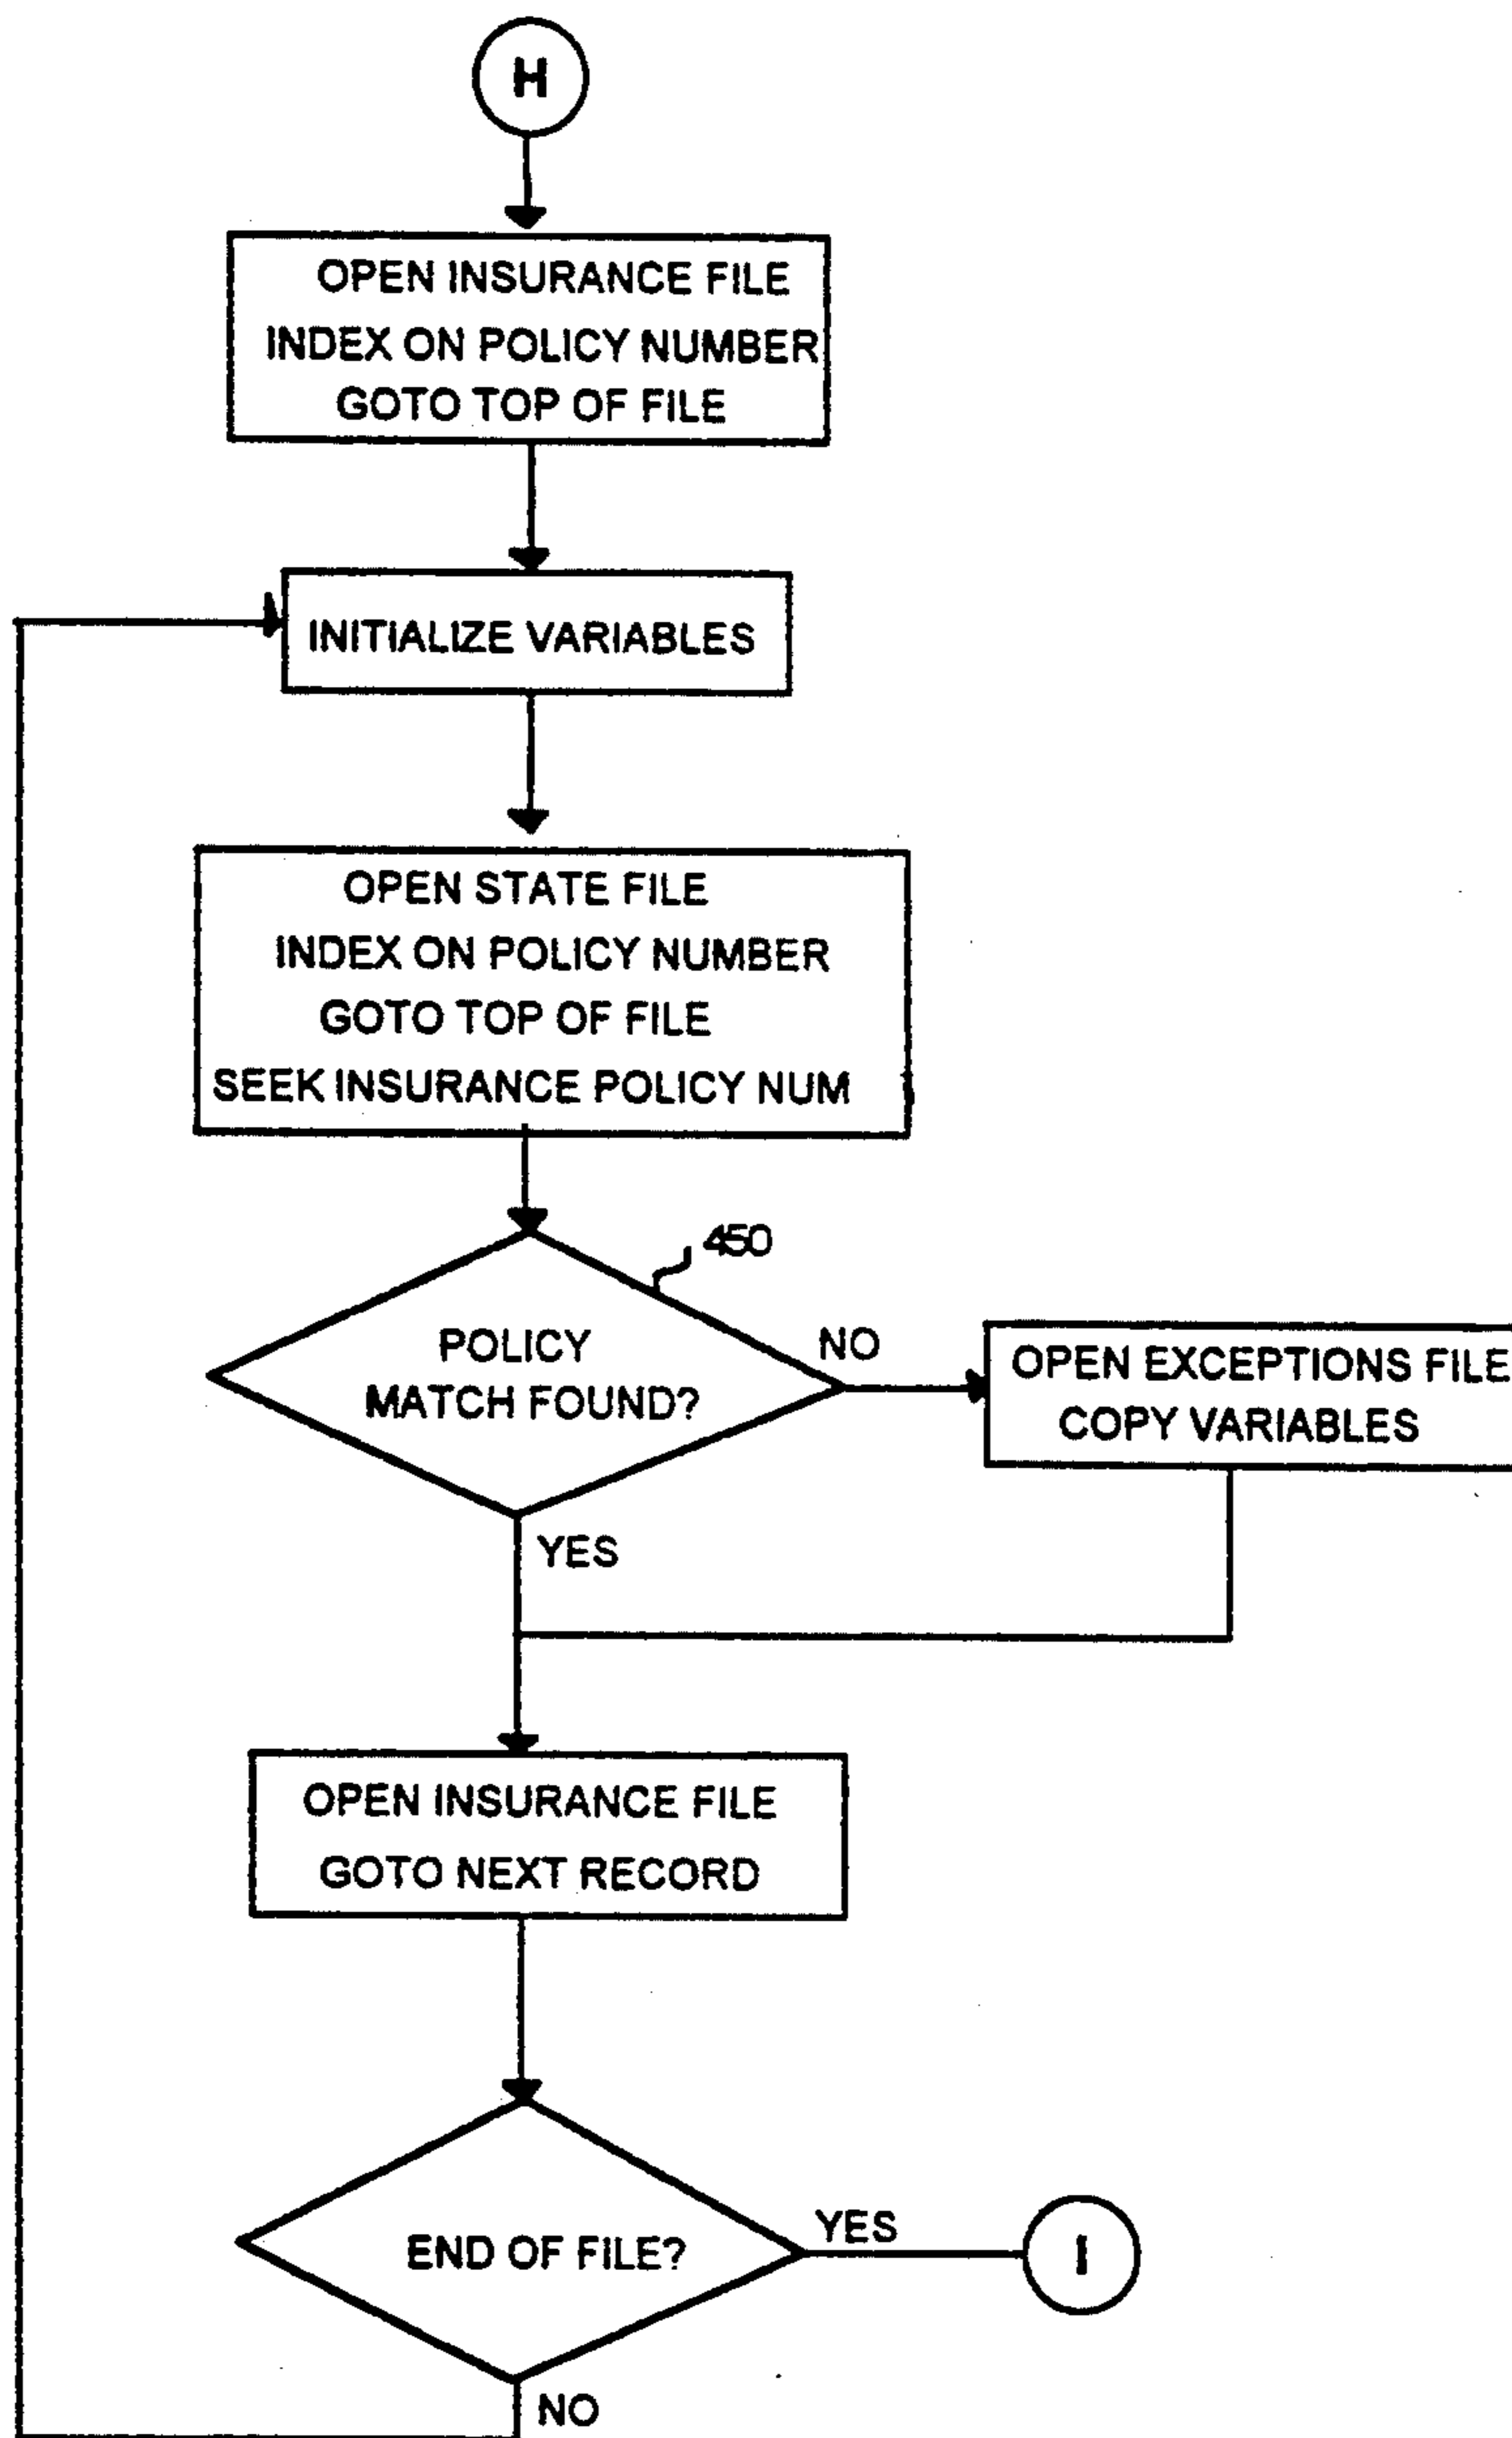 H
OPEN INSURANCE FILE
INDEX ON POLICY NUMBER
GOTO TOP OF FILE
INITIALIZE VARIABLES
OPEN STATE FILE
INDEX ON POLICY NUMBER
GOTO TOP OF FILE
SEEK INSURANCE POLICY NUM
450
POLICY
MATCH FOUND?
NO
OPEN EXCEPTIONS FILE
COPY VARIABLES
YES
OPEN INSURANCE FILE
GOTO NEXT RECORD
END OF FILE?
YES
I
NO